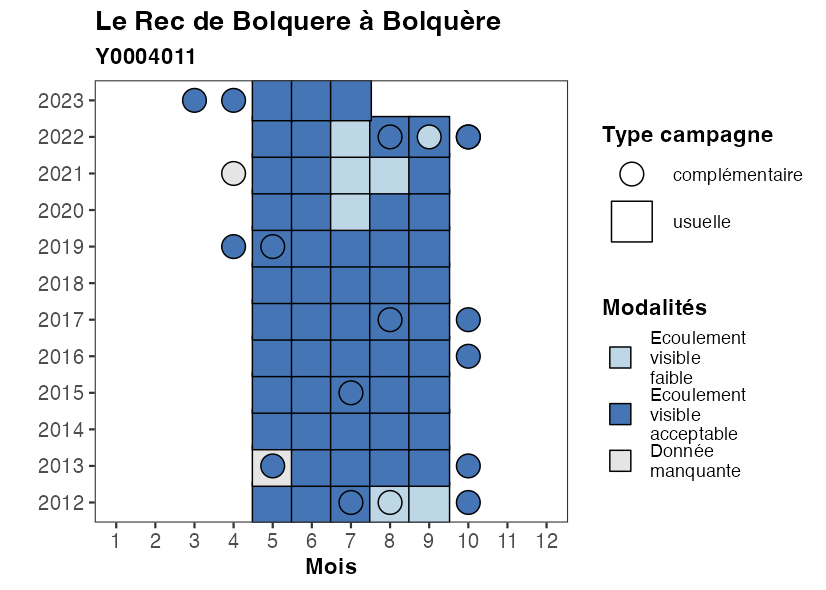 Le Rec de Bolquere à Bolquère
Y0004011
2023
2022
2021
2020
2019
2018
2017
2016
2015
2014
2013
2012
1 2 3 4 5 6 7 8 9 10 11 12
Mois
Type campagne
complémentaire
usuelle
Modalités
Ecoulement
visible
faible
Ecoulement
visible
acceptable
Donnée
manquante